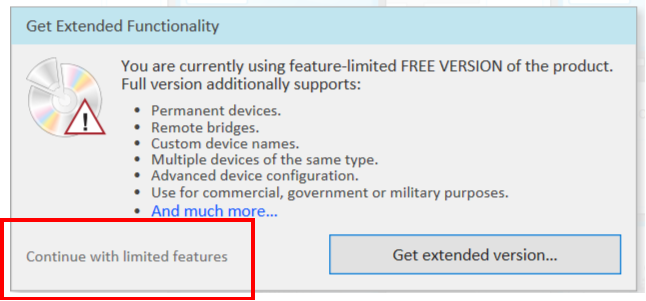 Get Extended Functionality
You are currently using feature-limited FREE VERSION of the product.
Full version additionally supports:
• Permanent devices.
• Remote bridges.
• Custom device names.
• Multiple devices of the same type.
• Advanced device configuration.
• Use for commercial, government or military purposes.
• And much more...
Continue with limited features
Get extended version...